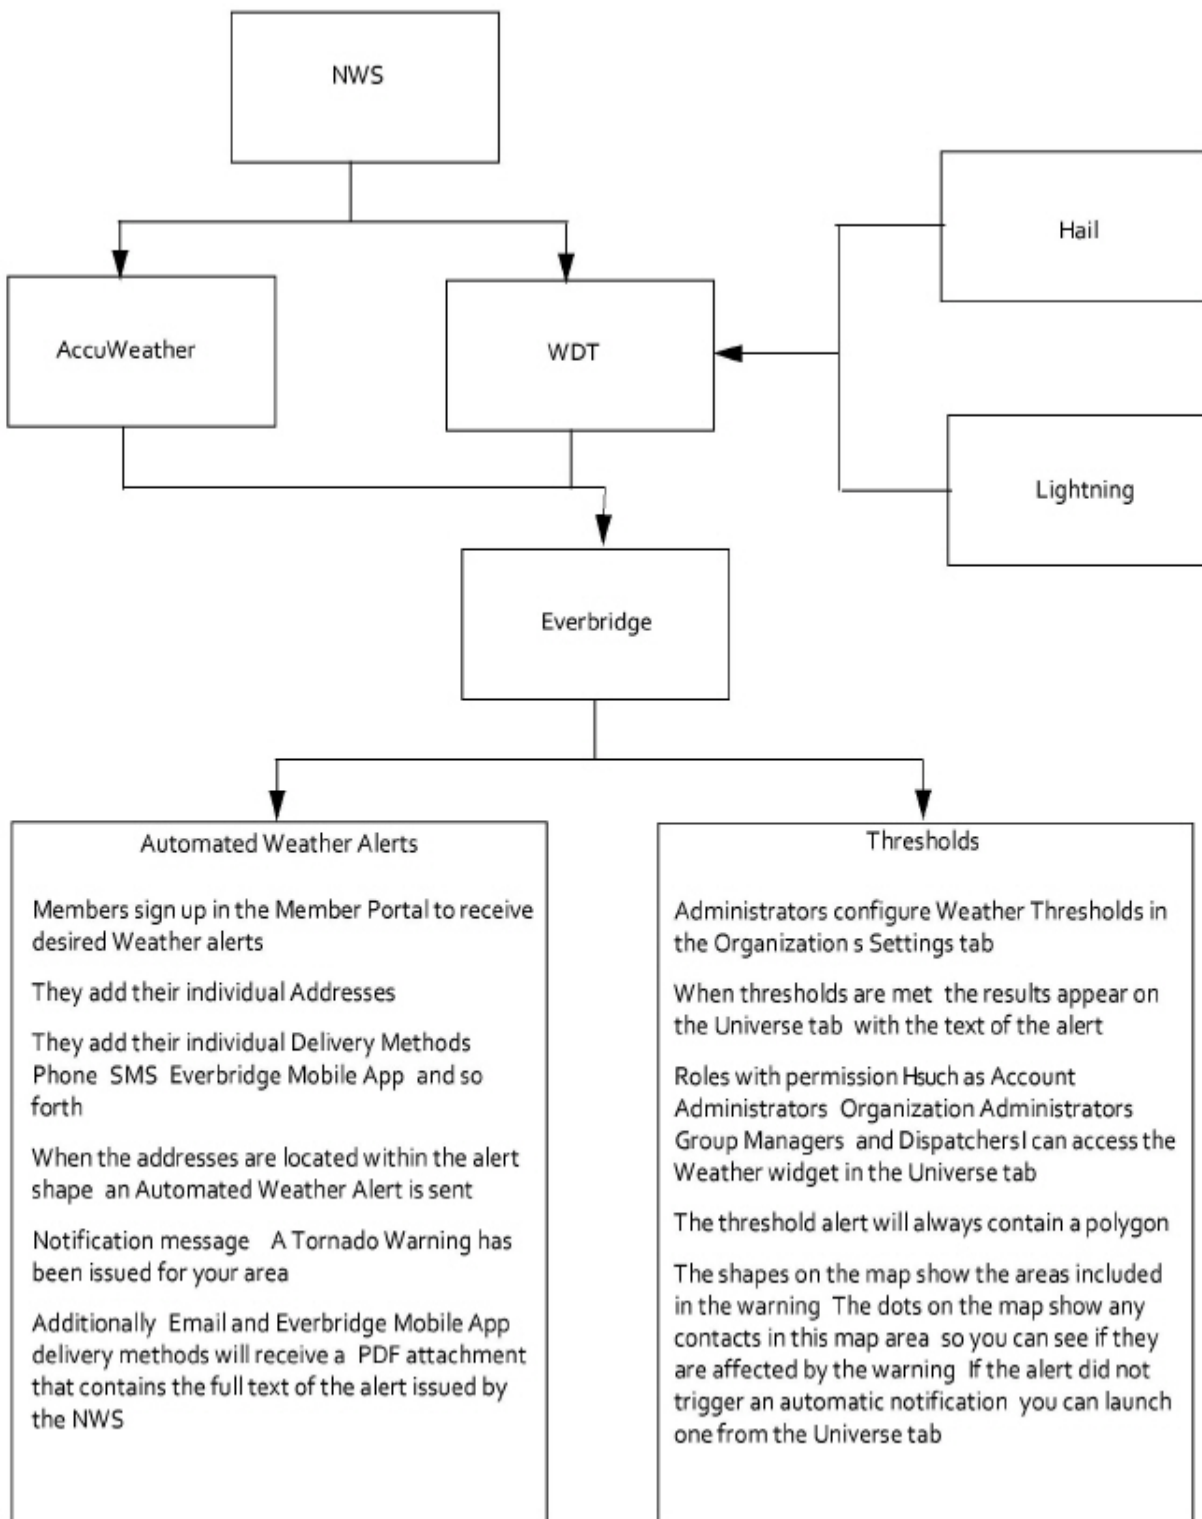 NWS
Hail
AccuWeather
WDT
Lightning
Everbridge
Automated Weather Alerts
Members sign up in the Member Portal to receive
desired Weather alerts
They add their individual Addresses
They add their individual Delivery Methods
Phone SMS Everbridge Mobile App and so
forth
When the addresses are located within the alert
shape an Automated Weather Alert is sent
Notification message A Tornado Warning has
been issued for your area
Additionally Email and Everbridge Mobile App
delivery methods will receive a PDF attachment
that contains the full text of the alert issued by
the NWS
Thresholds
Administrators configure Weather Thresholds in
the Organization s Settings tab
When thresholds are met the results appear on
the Universe tab with the text of the alert
Roles with permission Hsuch as Account
Administrators Organization Administrators
Group Managers and DispatchersI can access the
Weather widget in the Universe tab
The threshold alert will always contain a polygon
The shapes on the map show the areas included
in the warning The dots on the map show any
contacts in this map area so you can see if they
are affected by the warning If the alert did not
trigger an automatic notification you can launch
one from the Universe tab